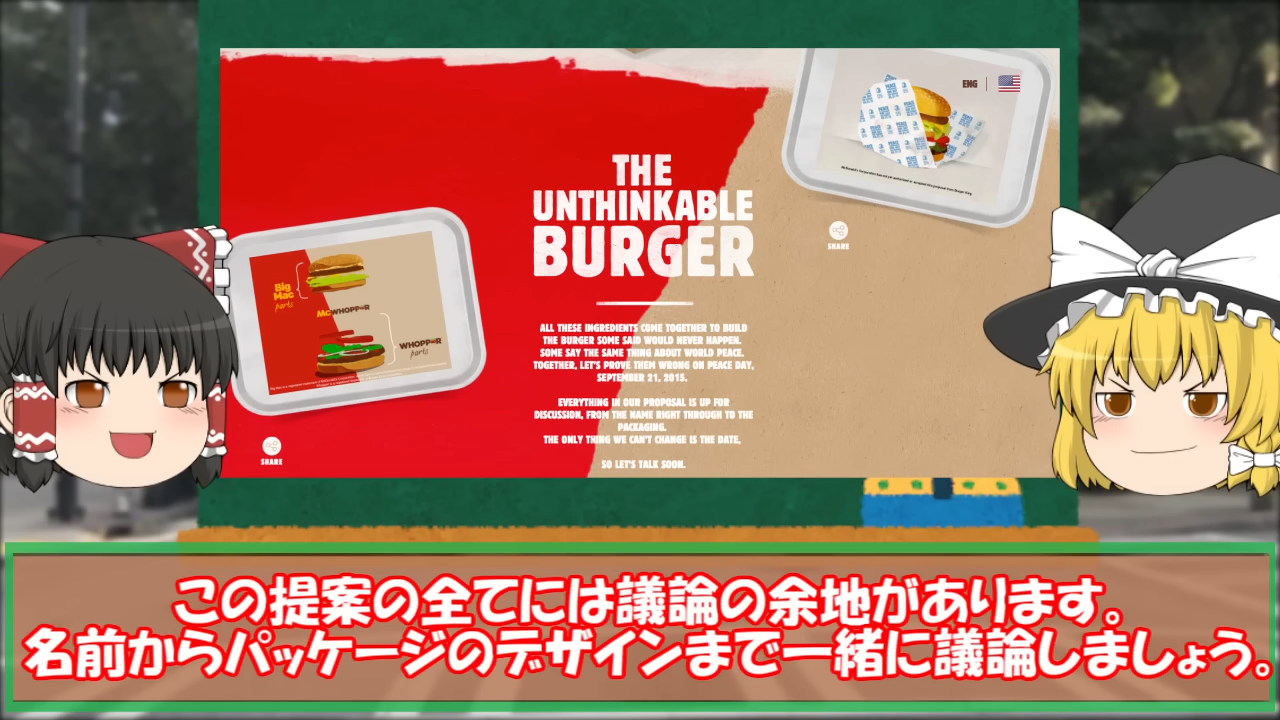 ENG
THE
UNTHINKABLE
BURGER
SHARE
Big
Mac
parts
McWHOPPER
WHOPPER
parts
ALL THESE INGREDIENTS COME TOGETHER TO BUILD
THE BURGER SOME SAID WOULD NEVER HAPPEN.
SOME SAY THE SAME THING ABOUT WORLD PEACE.
TOGETHER, LET'S PROVE THEM WRONG ON PEACE DAY,
SEPTEMBER 21, 2015.
EVERYTHING IN OUR PROPOSAL IS UP FOR
DISCUSSION, FROM THE NAME RIGHT THROUGH TO THE
PACKAGING.
THE ONLY THING WE CAN'T CHANGE IS THE DATE.
SO LET'S TALK SOON.
SHARE
この提案の全てには議論の余地があります。
名前からパッケージのデザインまで一緒に議論しましょう。